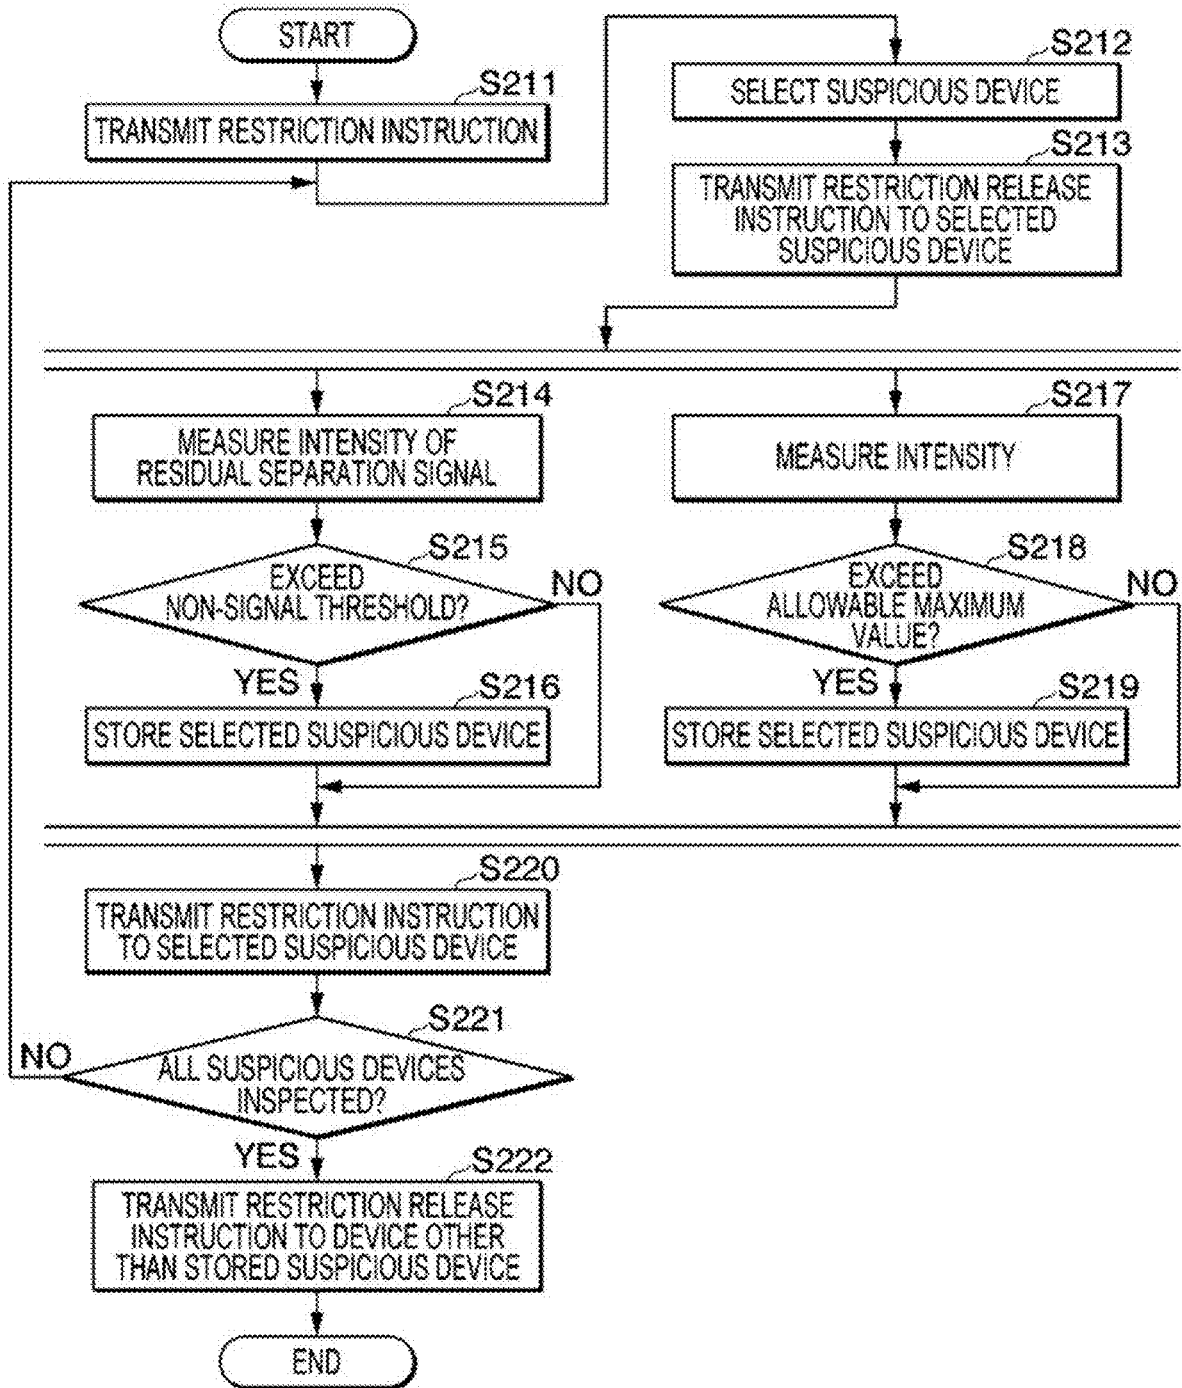 START
S211
TRANSMIT RESTRICTION INSTRUCTION
S212
SELECT SUSPICIOUS DEVICE
S213
TRANSMIT RESTRICTION RELEASE
INSTRUCTION TO SELECTED
SUSPICIOUS DEVICE
S214
MEASURE INTENSITY OF
RESIDUAL SEPARATION SIGNAL
S215
EXCEED
NON-SIGNAL THRESHOLD?
NO
YES
S216
STORE SELECTED SUSPICIOUS DEVICE
S217
MEASURE INTENSITY
S218
EXCEED
ALLOWABLE MAXIMUM
VALUE?
NO
YES
S219
STORE SELECTED SUSPICIOUS DEVICE
S220
TRANSMIT RESTRICTION INSTRUCTION
TO SELECTED SUSPICIOUS DEVICE
S221
ALL SUSPICIOUS DEVICES
INSPECTED?
NO
YES
S222
TRANSMIT RESTRICTION RELEASE
INSTRUCTION TO DEVICE OTHER
THAN STORED SUSPICIOUS DEVICE
END